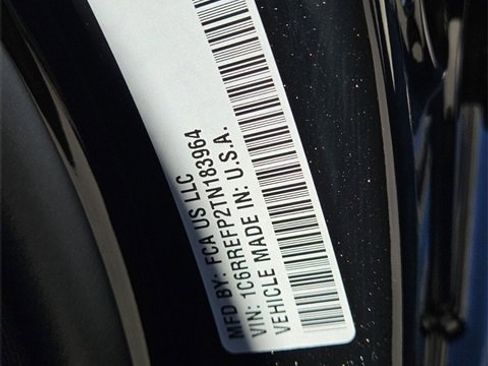 MFD BY: FCA US LLC
VIN: 1C6RREFP2TN183964
VEHICLE MADE IN: U.S.A.